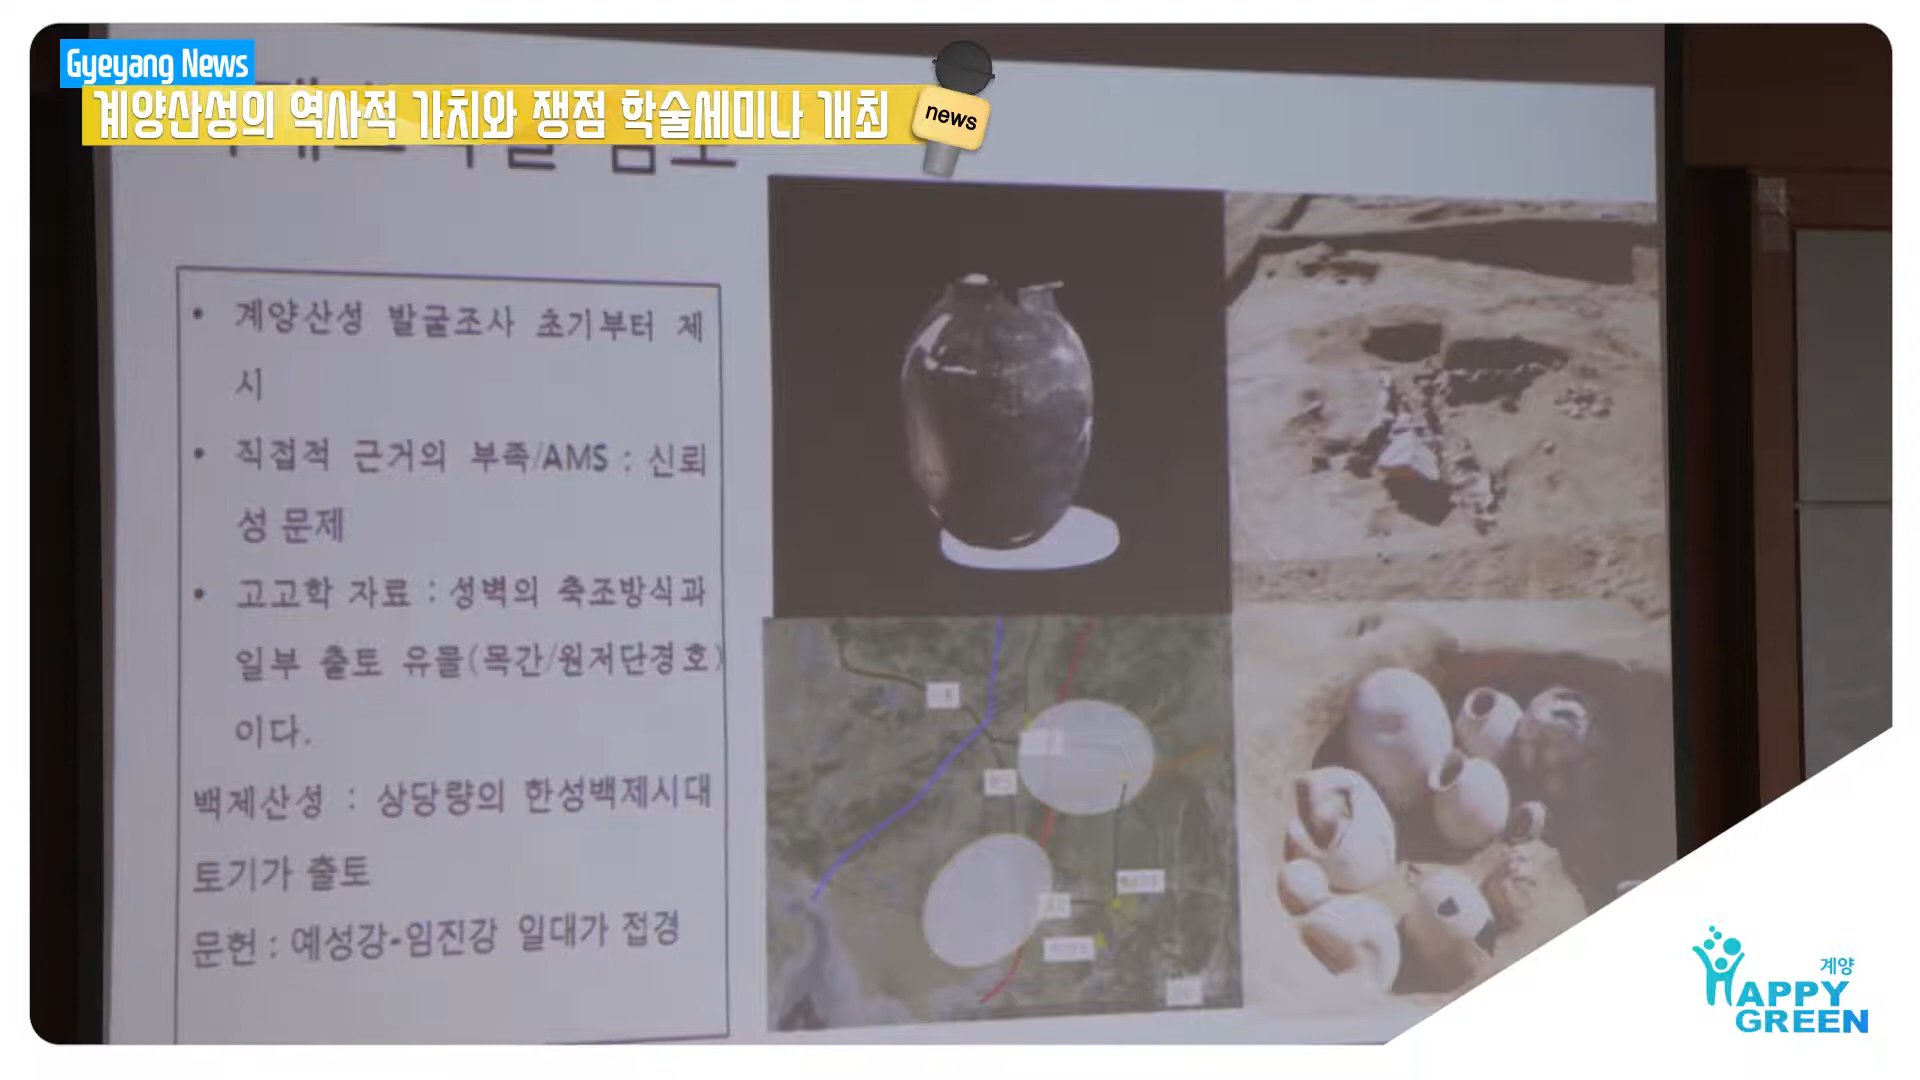 Gyeyang News
계양산성의 역사적 가치와 쟁점 학술세미나 개최
news
• 계양산성 발굴조사 초기부터 제
시
• 직접적 근거의 부족/AMS : 신뢰
성 문제
• 고고학 자료 : 성벽의 축조방식과
일부 출토 유물(목간/원저단경호)
이다.
백제산성 : 상당량의 한성백제시대
토기가 출토
문헌 : 예성강-임진강 일대가 접경
계양
HAPPY
GREEN